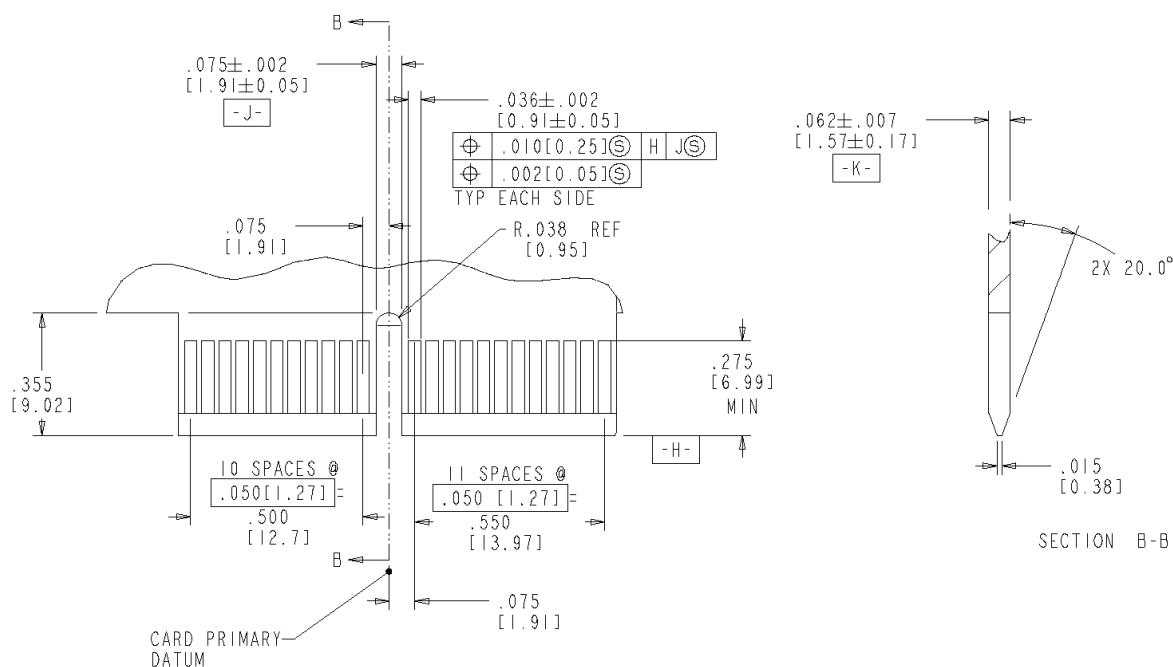 B
.075±.002
[1.91±0.05]
-J-
.036±.002
[0.91±0.05]
⌖ .010[0.25]Ⓢ H JⓈ
⌖ .002[0.05]Ⓢ
TYP EACH SIDE
.062±.007
[1.57±0.17]
-K-
.075
[1.91]
R.038 REF
[0.95]
2X 20.0°
.355
[9.02]
.275
[6.99]
MIN
-H-
10 SPACES @
.050[1.27]=
.500
[12.7]
11 SPACES @
.050 [1.27]=
.550
[13.97]
.015
[0.38]
SECTION B-B
B
.075
[1.91]
CARD PRIMARY
DATUM